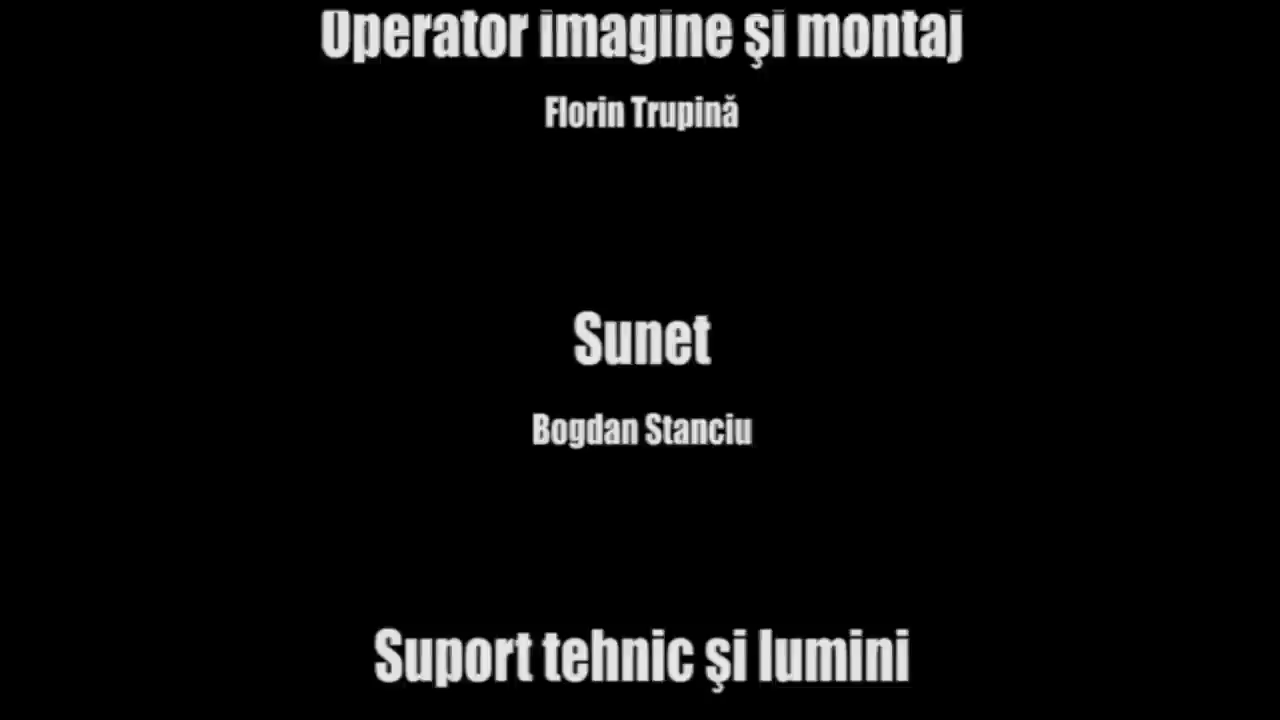 Operator imagine şi montaj
Florin Trupină
Sunet
Bogdan Stanciu
Suport tehnic şi lumini